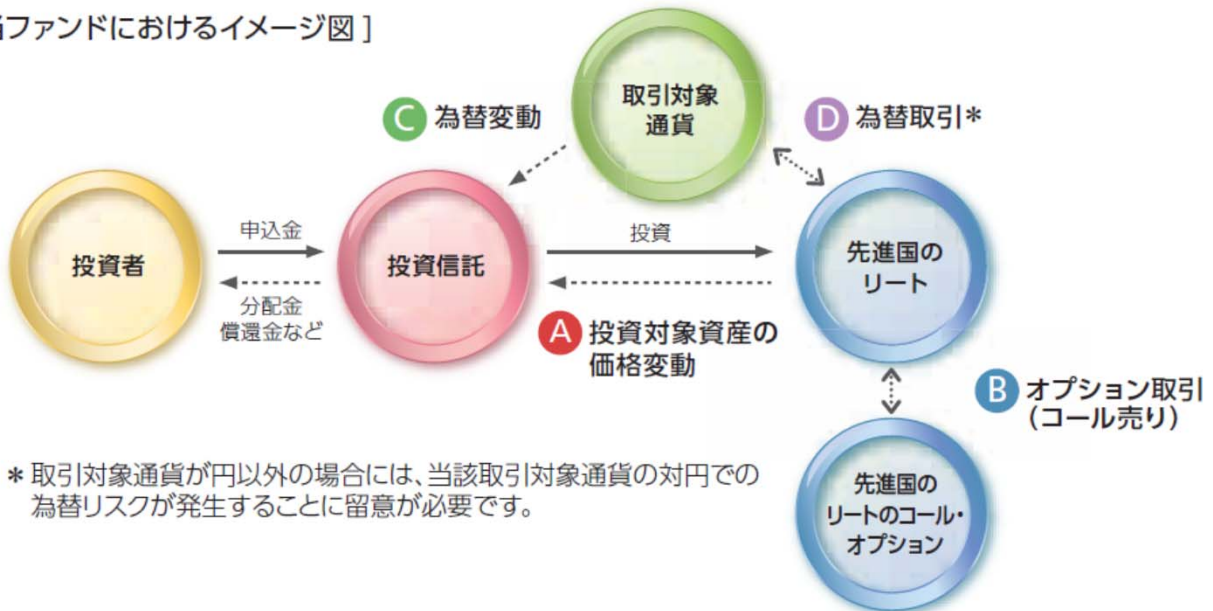 ファンドにおけるイメージ図]
取引対象
通貨
C 為替変動
D 為替取引*
投資者
申込金
分配金
償還金など
投資信託
投資
先進国の
リート
A 投資対象資産の
価格変動
B オプション取引
(コール売り)
先進国の
リートのコール・
オプション
* 取引対象通貨が円以外の場合には、当該取引対象通貨の対円での
為替リスクが発生することに留意が必要です。